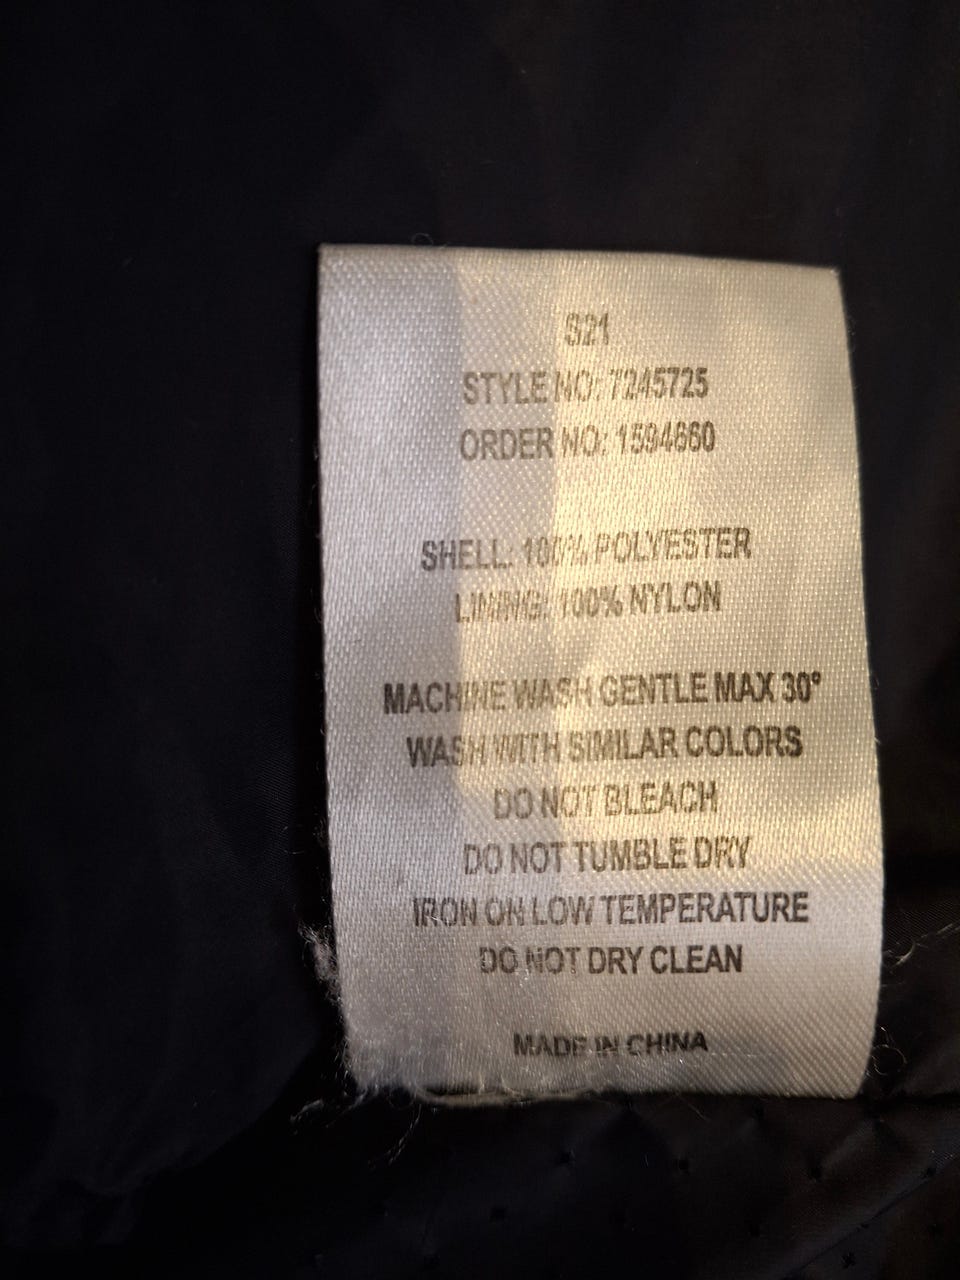 S21
STYLE NO: 7245725
ORDER NO: 1594660
SHELL: 100% POLYESTER
LINING: 100% NYLON
MACHINE WASH GENTLE MAX 30°
WASH WITH SIMILAR COLORS
DO NOT BLEACH
DO NOT TUMBLE DRY
IRON ON LOW TEMPERATURE
DO NOT DRY CLEAN
MADE IN CHINA